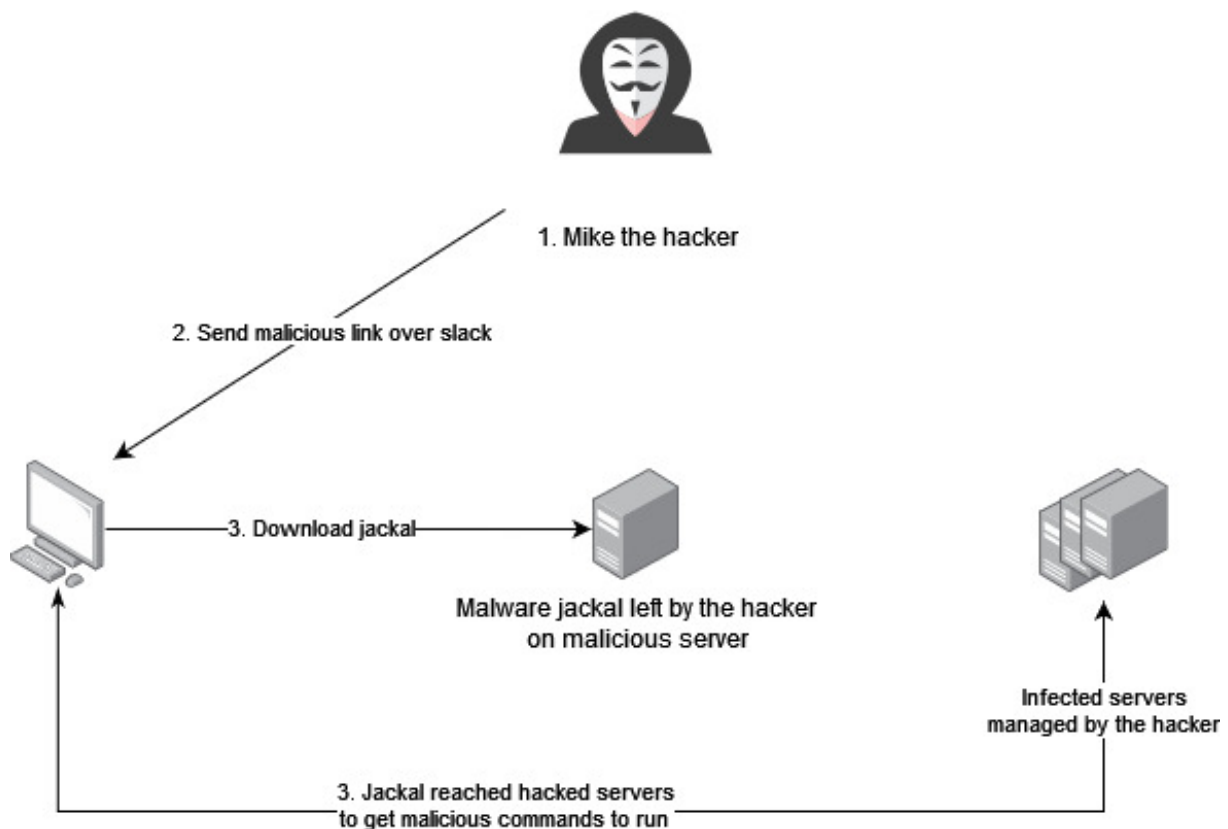 1. Mike the hacker
2. Send malicious link over slack
3. Download jackal
Malware jackal left by the hacker
on malicious server
Infected servers
managed by the hacker
3. Jackal reached hacked servers
to get malicious commands to run